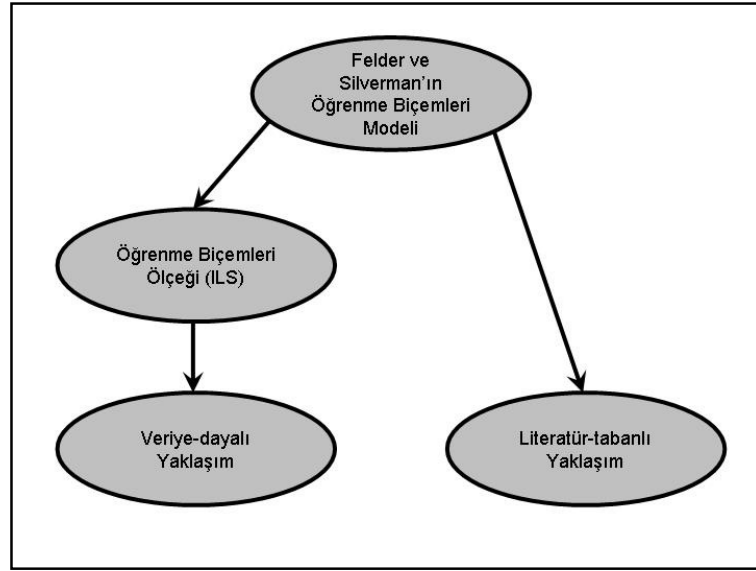 Felder ve
Silverman'ın
Öğrenme Biçemleri
Modeli
Öğrenme Biçemleri
Ölçeği (ILS)
Veriye-dayalı
Yaklaşım
Literatür-tabanlı
Yaklaşım